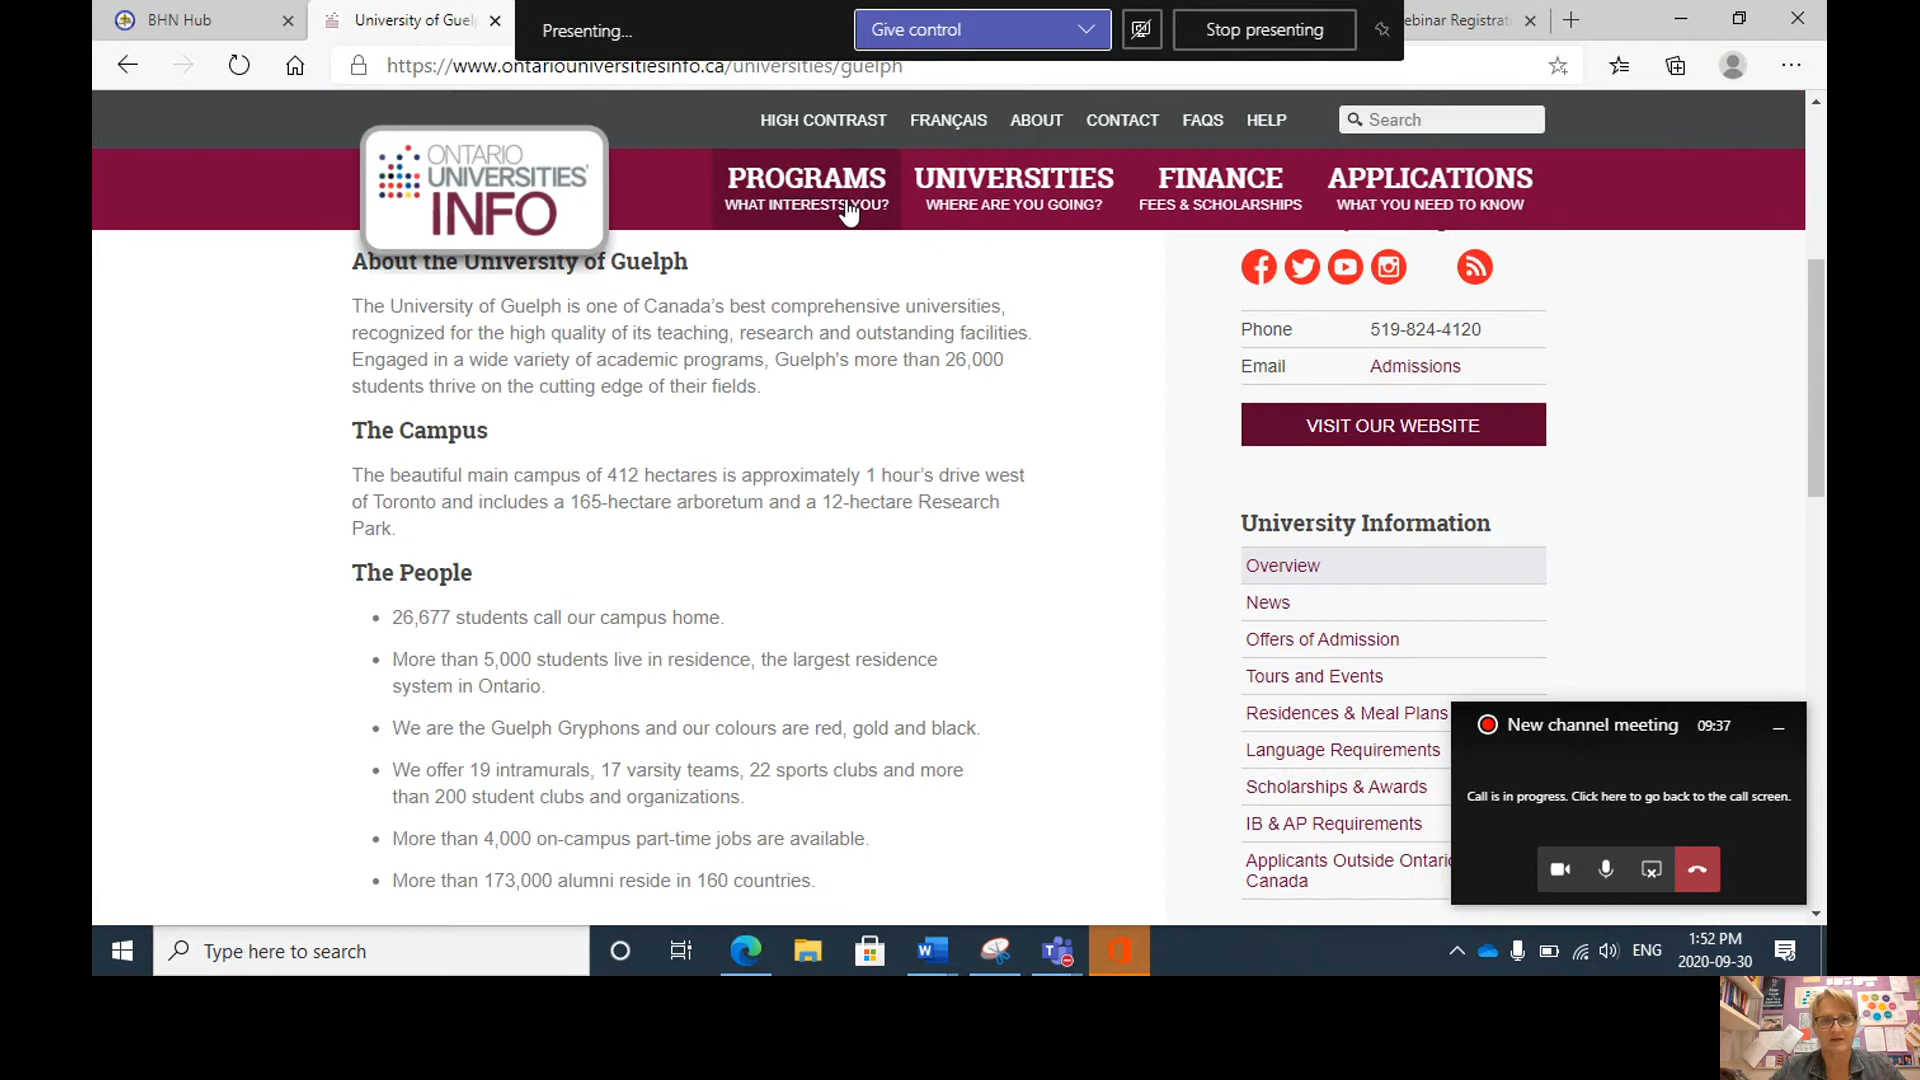 BHN Hub
University of Guel
Presenting...
Give control
Stop presenting
ebinar Registrat
https://www.ontariouniversitiesinfo.ca/universities/guelph
HIGH CONTRAST FRANÇAIS ABOUT CONTACT FAQS HELP
Search
ONTARIO
UNIVERSITIES'
INFO
PROGRAMS
WHAT INTERESTS YOU?
UNIVERSITIES
WHERE ARE YOU GOING?
FINANCE
FEES & SCHOLARSHIPS
APPLICATIONS
WHAT YOU NEED TO KNOW
About the University of Guelph
The University of Guelph is one of Canada's best comprehensive universities,
recognized for the high quality of its teaching, research and outstanding facilities.
Engaged in a wide variety of academic programs, Guelph's more than 26,000
students thrive on the cutting edge of their fields.
The Campus
The beautiful main campus of 412 hectares is approximately 1 hour's drive west
of Toronto and includes a 165-hectare arboretum and a 12-hectare Research
Park.
The People
26,677 students call our campus home.
More than 5,000 students live in residence, the largest residence
system in Ontario.
We are the Guelph Gryphons and our colours are red, gold and black.
We offer 19 intramurals, 17 varsity teams, 22 sports clubs and more
than 200 student clubs and organizations.
More than 4,000 on-campus part-time jobs are available.
More than 173,000 alumni reside in 160 countries.
Phone 519-824-4120
Email Admissions
VISIT OUR WEBSITE
University Information
Overview
News
Offers of Admission
Tours and Events
Residences & Meal Plans
Language Requirements
Scholarships & Awards
IB & AP Requirements
Applicants Outside Ontario
Canada
New channel meeting 09:37
Call is in progress. Click here to go back to the call screen.
Type here to search
ENG
1:52 PM
2020-09-30